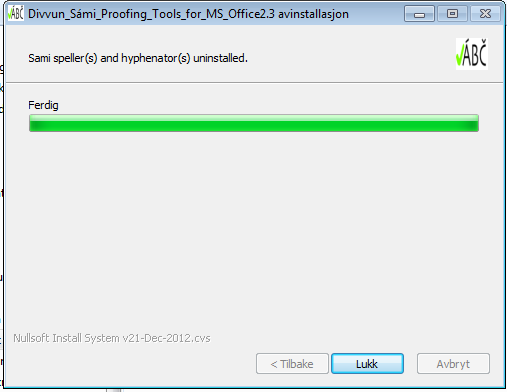 Divvun_Sámi_Proofing_Tools_for_MS_Office2.3 avinstallasjon
Sami speller(s) and hyphenator(s) uninstalled.
ÁBČ
Ferdig
Nullsoft Install System v21-Dec-2012.cvs
< Tilbake Lukk Avbryt